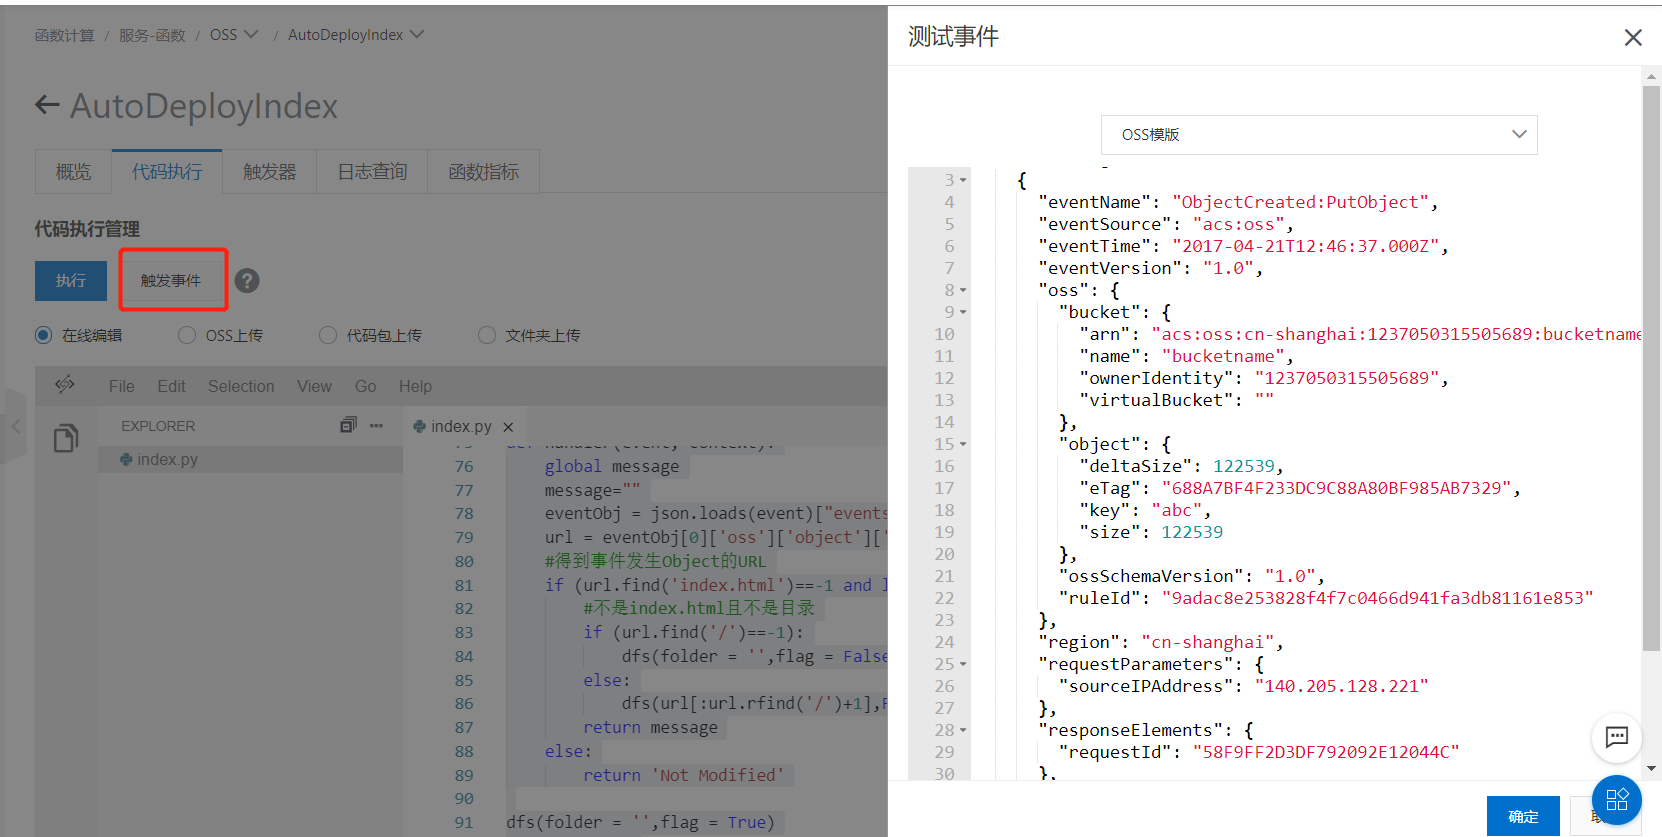 函数计算 / 服务-函数 / OSS / AutoDeployIndex
AutoDeployIndex
概览 代码执行 触发器 日志查询 函数指标
代码执行管理
执行 触发事件 ?
在线编辑 OSS上传 代码包上传 文件夹上传
File Edit Selection View Go Help
EXPLORER
index.py
index.py
76 global message
77 message=""
78 eventObj = json.loads(event)["events
79 url = eventObj[0]['oss']['object']['
80 #得到事件发生Object的URL
81 if (url.find('index.html')==-1 and l
82 #不是index.html且不是目录
83 if (url.find('/')==-1):
84 dfs(folder = '',flag = False
85 else:
86 dfs(url[:url.rfind('/')+1],F
87 return message
88 else:
89 return 'Not Modified'
90
91 dfs(folder = '',flag = True)
测试事件
OSS模版
3 {
4 "eventName": "ObjectCreated:PutObject",
5 "eventSource": "acs:oss",
6 "eventTime": "2017-04-21T12:46:37.000Z",
7 "eventVersion": "1.0",
8 "oss": {
9 "bucket": {
10 "arn": "acs:oss:cn-shanghai:1237050315505689:bucketname
11 "name": "bucketname",
12 "ownerIdentity": "1237050315505689",
13 "virtualBucket": ""
14 },
15 "object": {
16 "deltaSize": 122539,
17 "eTag": "688A7BF4F233DC9C88A80BF985AB7329",
18 "key": "abc",
19 "size": 122539
20 },
21 "ossSchemaVersion": "1.0",
22 "ruleId": "9adac8e253828f4f7c0466d941fa3db81161e853"
23 },
24 "region": "cn-shanghai",
25 "requestParameters": {
26 "sourceIPAddress": "140.205.128.221"
27 },
28 "responseElements": {
29 "requestId": "58F9FF2D3DF792092E12044C"
30 },
确定